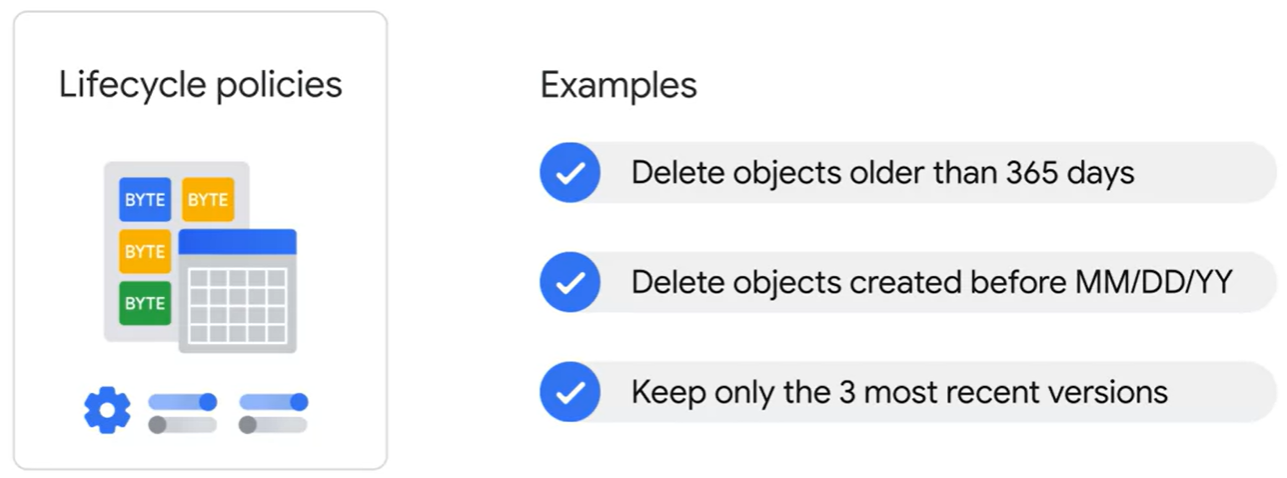 Lifecycle policies
BYTE BYTE
BYTE
BYTE
Examples
Delete objects older than 365 days
Delete objects created before MM/DD/YY
Keep only the 3 most recent versions